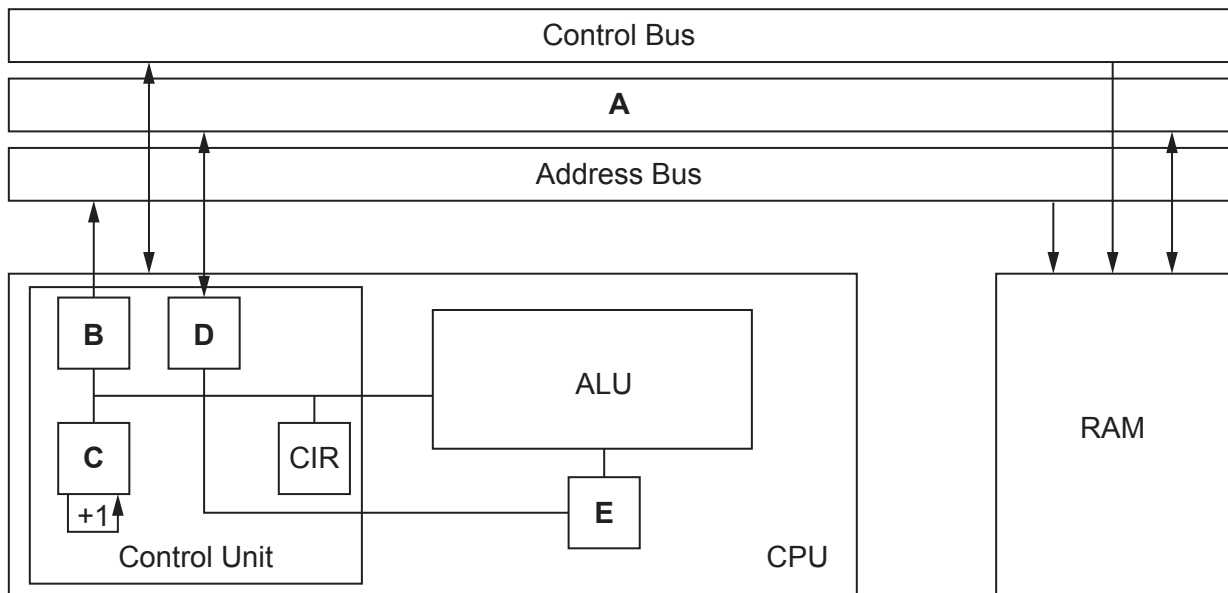 Control Bus
A
Address Bus
B
D
ALU
C
CIR
RAM
+1
E
Control Unit
CPU